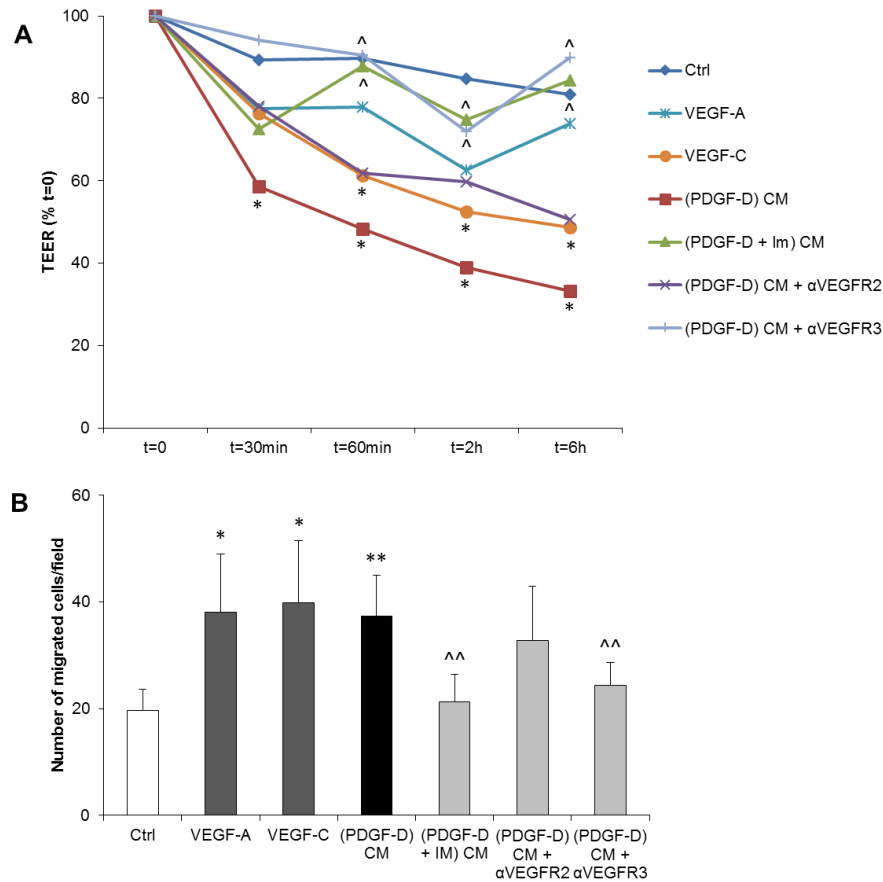 A
TEER (% t=0)
100
80
60
40
20
0
^
^
^
^
^
^
*
*
*
*
*
*
*
t=0
t=30min
t=60min
t=2h
t=6h
Ctrl
VEGF-A
VEGF-C
(PDGF-D) CM
(PDGF-D + Im) CM
(PDGF-D) CM + αVEGFR2
(PDGF-D) CM + αVEGFR3
B
Number of migrated cells/field
60
40
20
0
*
*
**
^^
^^
Ctrl
VEGF-A
VEGF-C
(PDGF-D)
CM
(PDGF-D
+ IM) CM
(PDGF-D)
CM +
αVEGFR2
(PDGF-D)
CM +
αVEGFR3